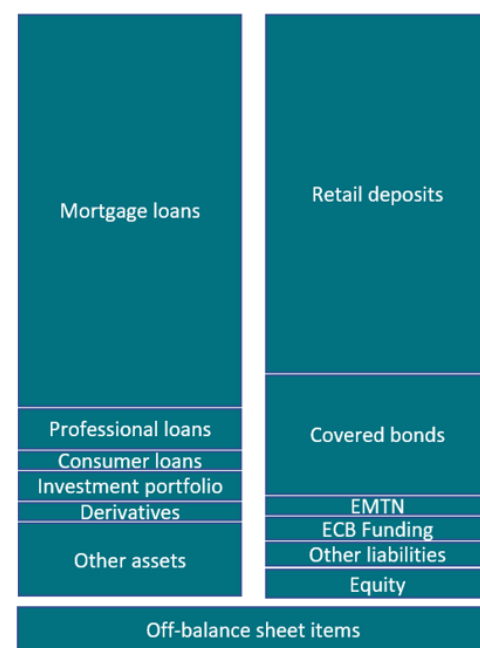 Mortgage loans
Professional loans
Consumer loans
Investment portfolio
Derivatives
Other assets
Retail deposits
Covered bonds
EMTN
ECB Funding
Other liabilities
Equity
Off-balance sheet items